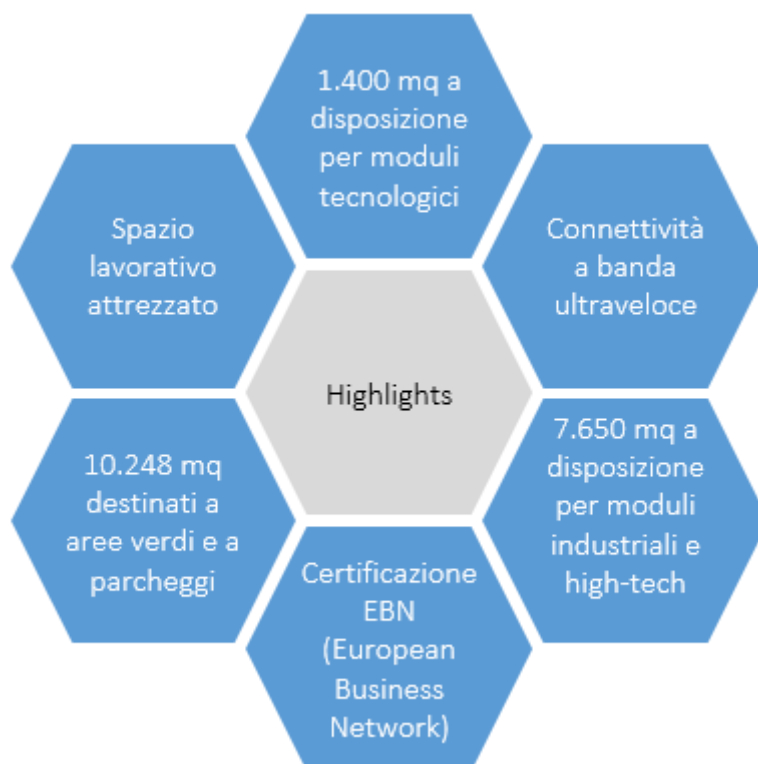 1.400 mq a
disposizione
per moduli
tecnologici
Spazio
lavorativo
attrezzato
Connettività
a banda
ultraveloce
Highlights
10.248 mq
destinati a
aree verdi e a
parcheggi
7.650 mq a
disposizione
per moduli
industriali e
high-tech
Certificazione
EBN
(European
Business
Network)